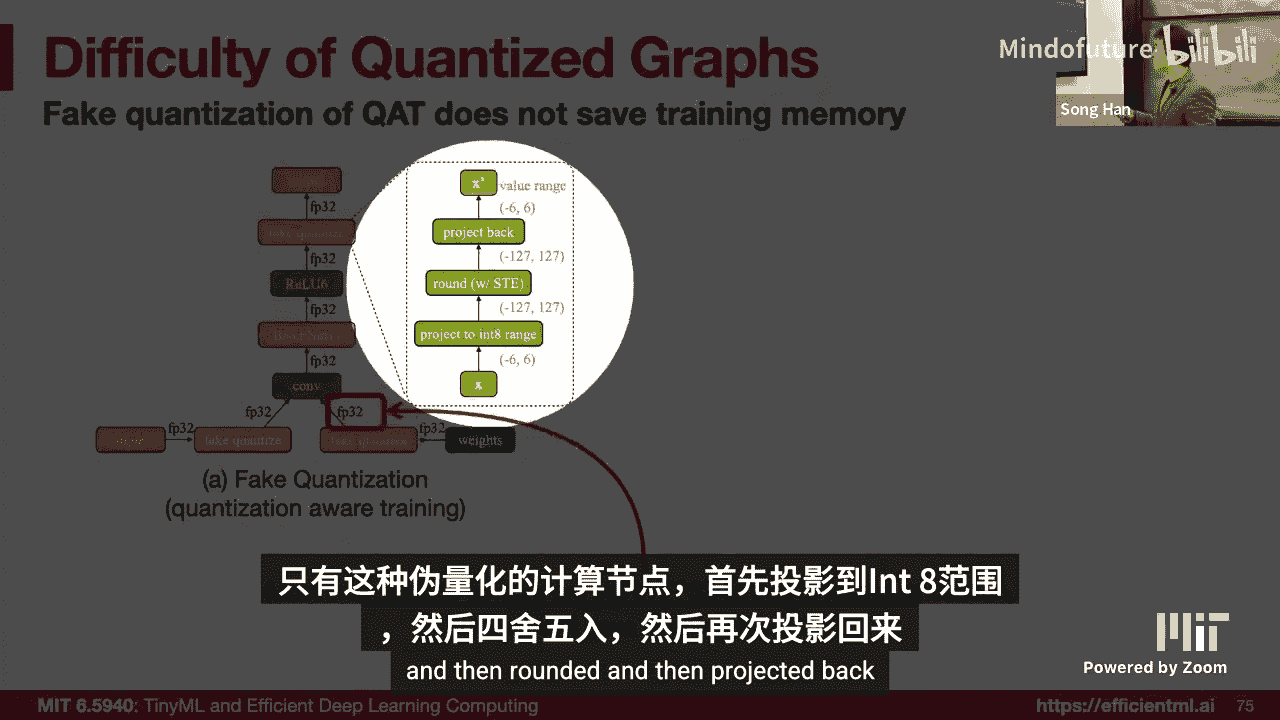 Difficulty of Quantized Graphs
Mindofuture
bilibili
Song Han
Fake quantization of QAT does not save training memory
x' value range
fp32
(-6, 6)
project back
fp32
(-127, 127)
ReLU6
round (w/ STE)
fp32
(-127, 127)
project to int8 range
fp32
(-6, 6)
conv
x
fp32
fp32
fp32
fake quantize
fp32
weights
(a) Fake Quantization
(quantization aware training)
只有这种伪量化的计算节点，首先投影到Int 8范围
，然后四舍五入，然后再次投影回来
and then rounded and then projected back
MIT
Powered by Zoom
MIT 6.5940: TinyML and Efficient Deep Learning Computing
https://efficientml.ai
75